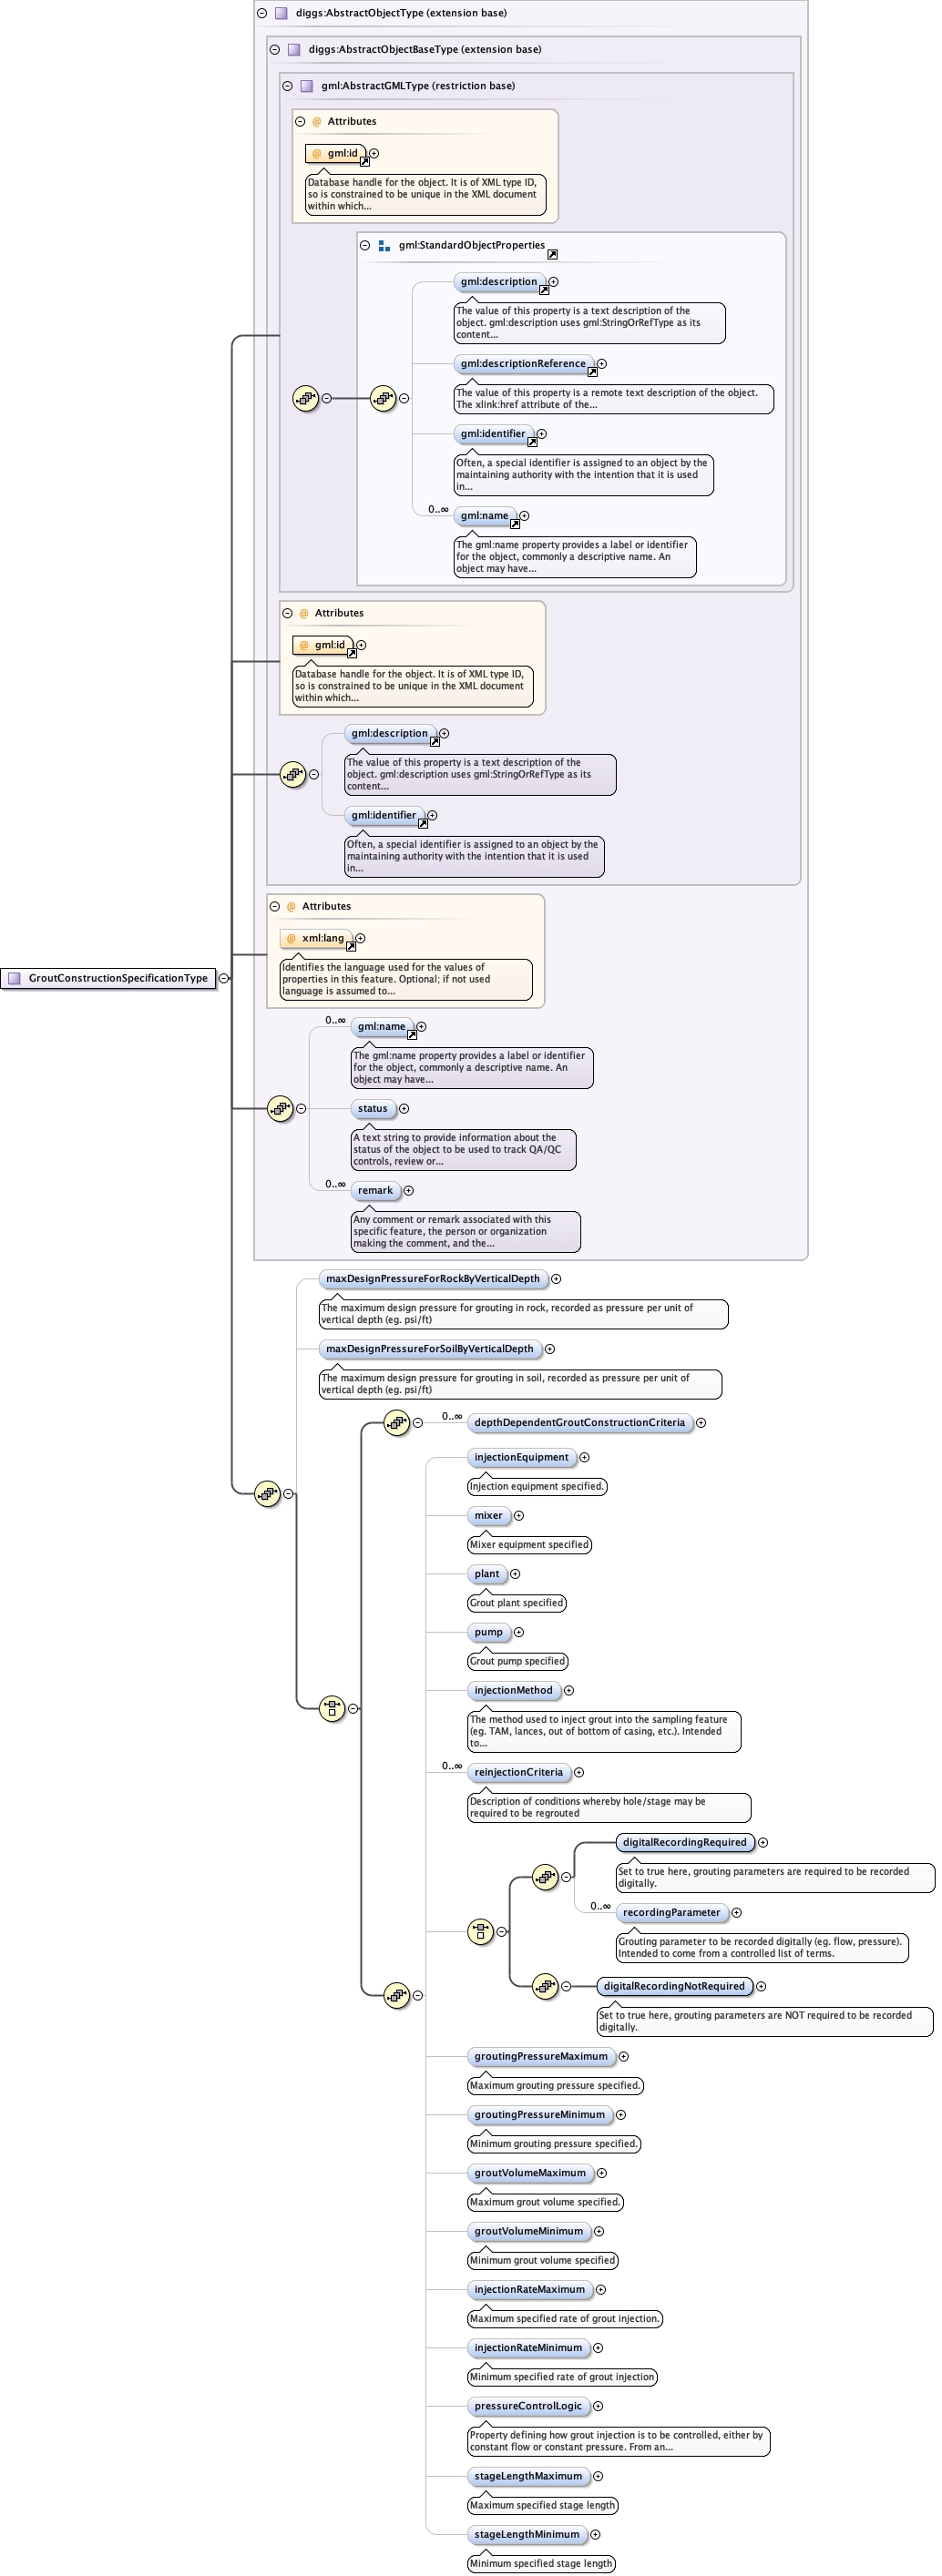 diggs:AbstractObjectType (extension base)
diggs:AbstractObjectBaseType (extension base)
gml:AbstractGMLType (restriction base)
@ Attributes
@ gml:id
Database handle for the object. It is of XML type ID,
so is constrained to be unique in the XML document
within which...
gml:StandardObjectProperties
gml:description
The value of this property is a text description of the
object. gml:description uses gml:StringOrRefType as its
content...
gml:descriptionReference
The value of this property is a remote text description of the object.
The xlink:href attribute of the...
gml:identifier
Often, a special identifier is assigned to an object by the
maintaining authority with the intention that it is used
in...
0..∞
gml:name
The gml:name property provides a label or identifier
for the object, commonly a descriptive name. An
object may have...
@ Attributes
@ gml:id
Database handle for the object. It is of XML type ID,
so is constrained to be unique in the XML document
within which...
gml:description
The value of this property is a text description of the
object. gml:description uses gml:StringOrRefType as its
content...
gml:identifier
Often, a special identifier is assigned to an object by the
maintaining authority with the intention that it is used
in...
@ Attributes
@ xml:lang
Identifies the language used for the values of
properties in this feature. Optional; if not used
language is assumed to...
GroutConstructionSpecificationType
0..∞
gml:name
The gml:name property provides a label or identifier
for the object, commonly a descriptive name. An
object may have...
status
A text string to provide information about the
status of the object to be used to track QA/QC
controls, review or...
0..∞
remark
Any comment or remark associated with this
specific feature, the person or organization
making the comment, and the...
maxDesignPressureForRockByVerticalDepth
The maximum design pressure for grouting in rock, recorded as pressure per unit of
vertical depth (eg. psi/ft)
maxDesignPressureForSoilByVerticalDepth
The maximum design pressure for grouting in soil, recorded as pressure per unit of
vertical depth (eg. psi/ft)
0..∞
depthDependentGroutConstructionCriteria
injectionEquipment
Injection equipment specified.
mixer
Mixer equipment specified
plant
Grout plant specified
pump
Grout pump specified
injectionMethod
The method used to inject grout into the sampling feature
(eg. TAM, lances, out of bottom of casing, etc.). Intended
to...
0..∞
reinjectionCriteria
Description of conditions whereby hole/stage may be
required to be regrouted
digitalRecordingRequired
Set to true here, grouting parameters are required to be recorded
digitally.
0..∞
recordingParameter
Grouting parameter to be recorded digitally (eg. flow, pressure).
Intended to come from a controlled list of terms.
digitalRecordingNotRequired
Set to true here, grouting parameters are NOT required to be recorded
digitally.
groutingPressureMaximum
Maximum grouting pressure specified.
groutingPressureMinimum
Minimum grouting pressure specified.
groutVolumeMaximum
Maximum grout volume specified.
groutVolumeMinimum
Minimum grout volume specified
injectionRateMaximum
Maximum specified rate of grout injection.
injectionRateMinimum
Minimum specified rate of grout injection
pressureControlLogic
Property defining how grout injection is to be controlled, either by
constant flow or constant pressure. From an...
stageLengthMaximum
Maximum specified stage length
stageLengthMinimum
Minimum specified stage length